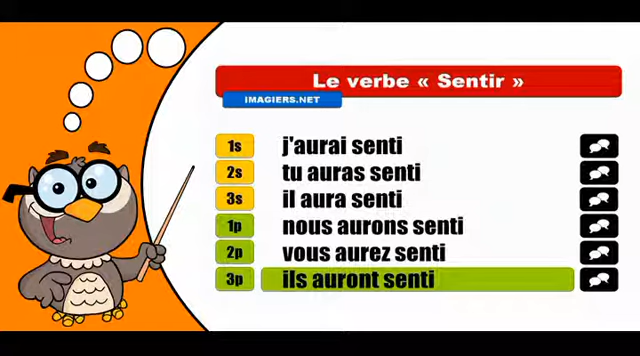 Le verbe « Sentir »
IMAGIERS.NET
1s j'aurai senti
2s tu auras senti
3s il aura senti
1p nous aurons senti
2p vous aurez senti
3p ils auront senti